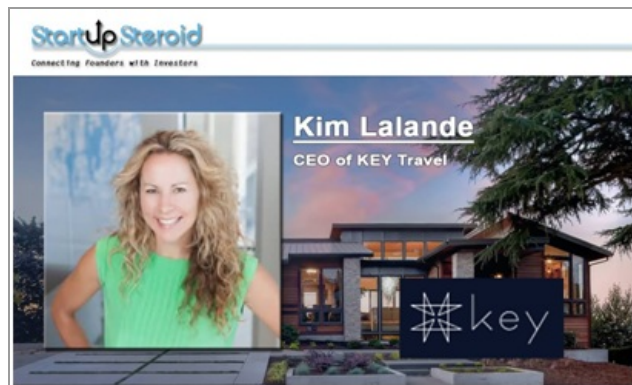 StartUp Steroid
Connecting Founders with Investors
Kim Lalande
CEO of KEY Travel
key